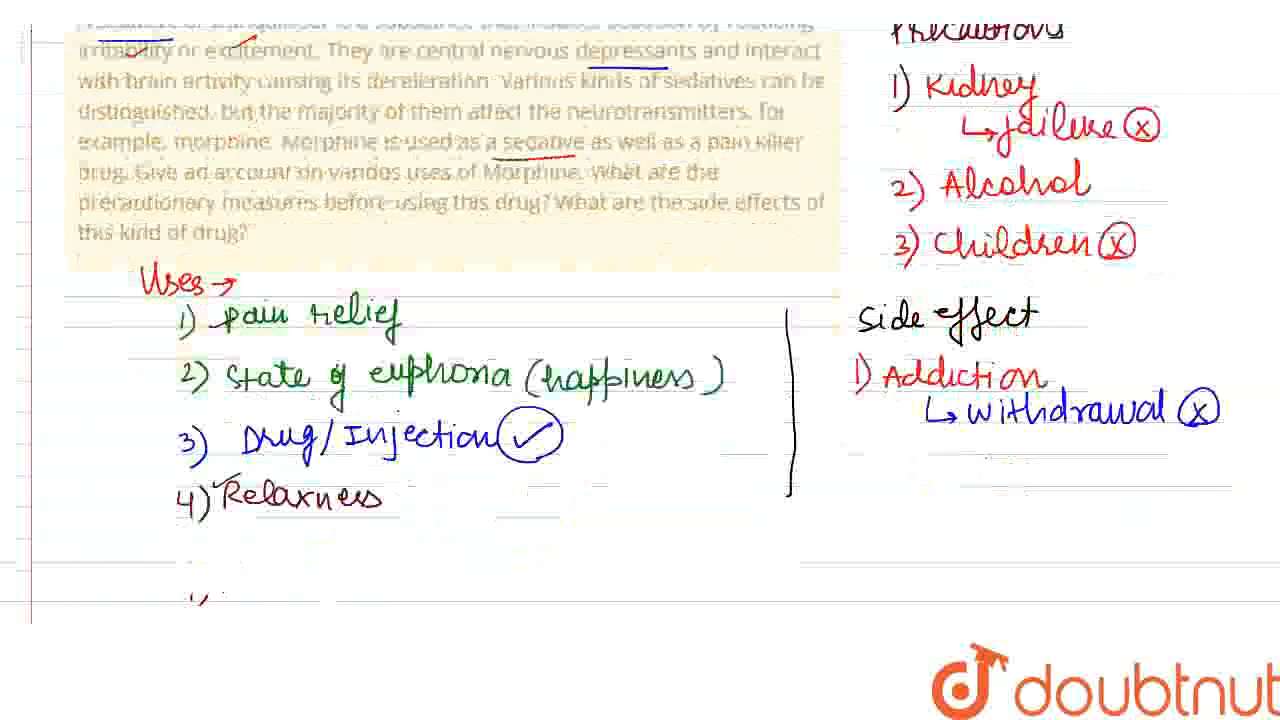 irritability or excitement. They are central nervous depressants and interact
with brain activity causing its deceleration. Various kinds of sedatives can be
distinguished, but the majority of them affect the neurotransmitters. For
example, morphine. Morphine is used as a sedative as well as a pain killer
drug. Give an account on various uses of Morphine. What are the
precautionary measures before using this drug? What are the side effects of
this kind of drug?
Uses →
1) pain relief
2) State of euphoria (happiness)
3) Drug/Injection ✓
4) Relaxness
Precautions
1) Kidney
↳ failure ⓧ
2) Alcohol
3) Children ⓧ
Side effect
1) Addiction
↳ withdrawal ⓧ
doubtnut